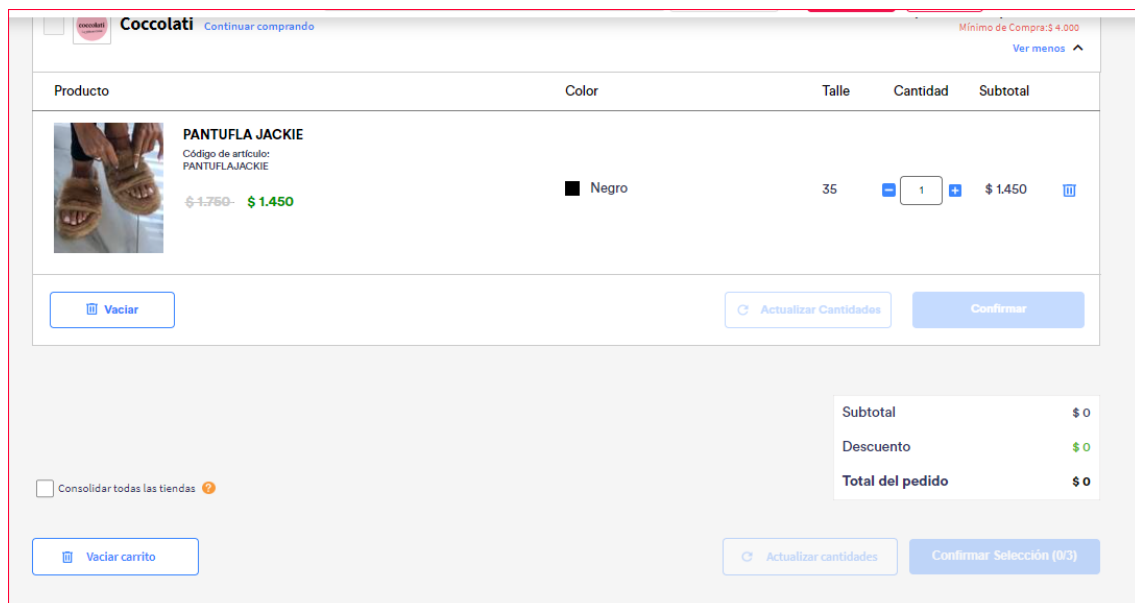 coccolati
Coccolati Continuar comprando
Mínimo de Compra:$ 4.000
Ver menos
Producto Color Talle Cantidad Subtotal
PANTUFLA JACKIE
Código de artículo:
PANTUFLAJACKIE
$ 1.750 $ 1.450
Negro 35 1 $ 1.450
Vaciar Actualizar Cantidades Confirmar
Subtotal $ 0
Descuento $ 0
Total del pedido $ 0
Consolidar todas las tiendas ?
Vaciar carrito Actualizar cantidades Confirmar Selección (0/3)